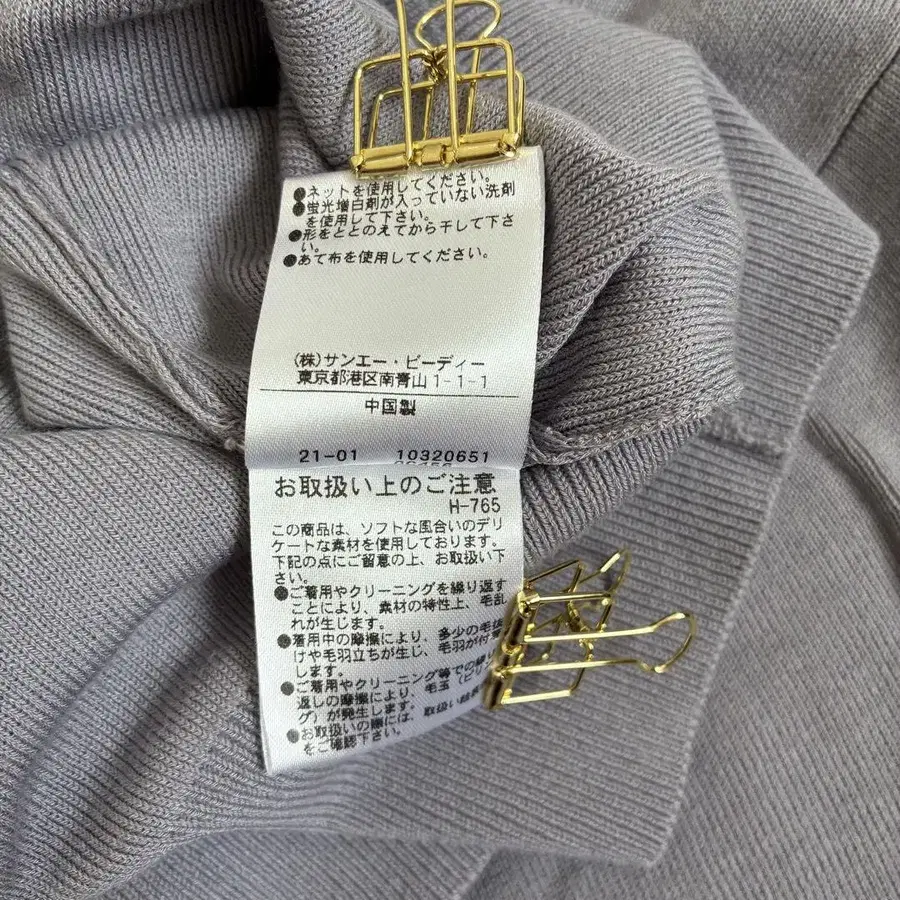 ●ネットを使用してください。
●蛍光増白剤が入っていない洗剤
を使用して下さい。
●形をととのえてから干して下さ
い。
●あて布を使用してください。
(株)サンエー・ビーディー
東京都港区南青山1-1-1
中国製
21-01 10320651
お取扱い上のご注意
H-765
この商品は、ソフトな風合いのデリ
ケートな素材を使用しております。
下記の点にご留意の上、お取扱い下
さい。
●ご着用やクリーニングを繰り返す
ことにより、素材の特性上、毛乱
れが生じます。
●着用中の摩擦により、多少の毛抜
けや毛羽立ちが生じ、毛羽が付着
します。
●ご着用やクリーニング等での繰り
返しの摩擦により、毛玉(ピリン
グ)が発生します。
●お取扱いの際には、取扱い絵表
をご確認下さい。